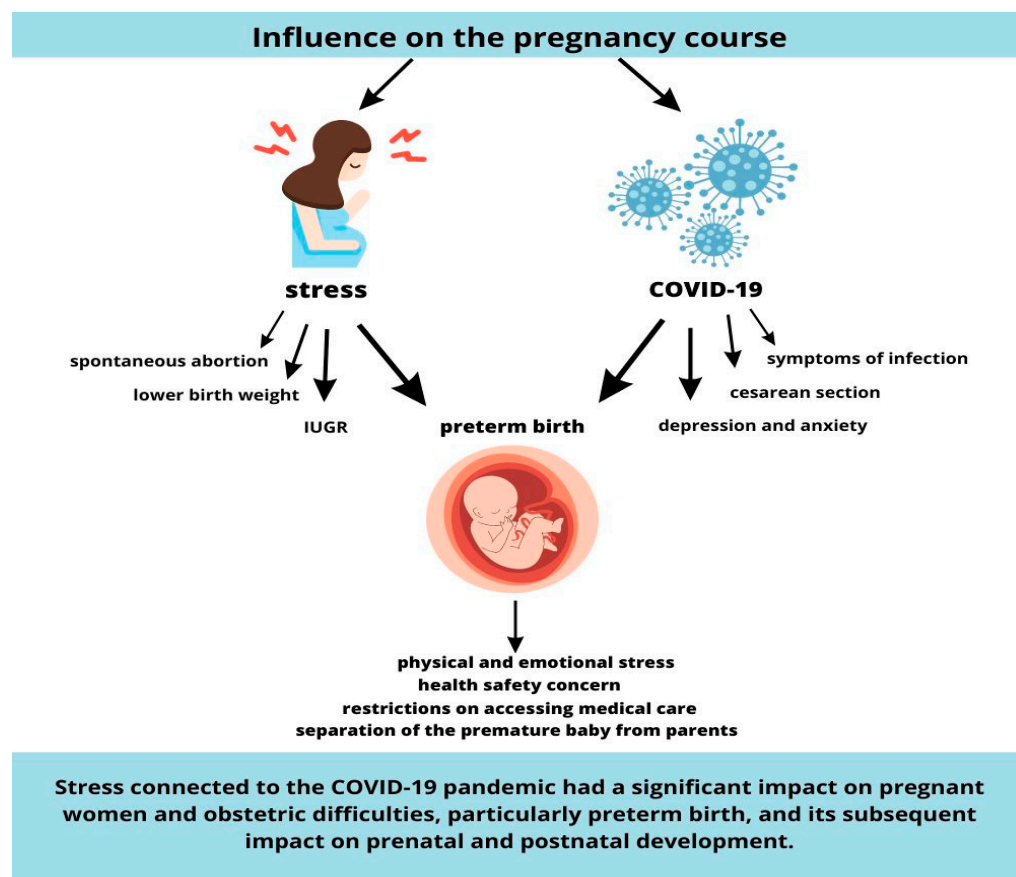 Influence on the pregnancy course
stress
COVID-19
spontaneous abortion
lower birth weight
IUGR
preterm birth
symptoms of infection
cesarean section
depression and anxiety
physical and emotional stress
health safety concern
restrictions on accessing medical care
separation of the premature baby from parents
Stress connected to the COVID-19 pandemic had a significant impact on pregnant
women and obstetric difficulties, particularly preterm birth, and its subsequent
impact on prenatal and postnatal development.